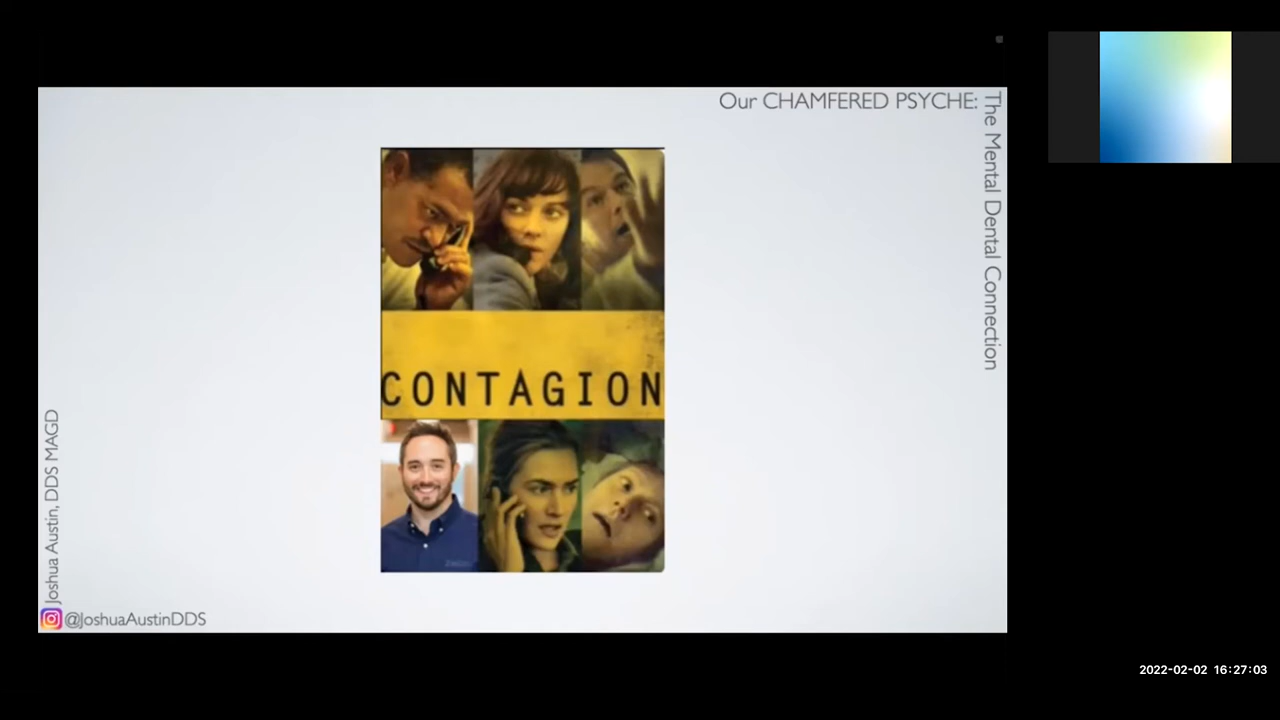 Our CHAMFERED PSYCHE:
The Mental Dental Connection
CONTAGION
Joshua Austin, DDS MAGD
@JoshuaAustinDDS
2022-02-02 16:27:03